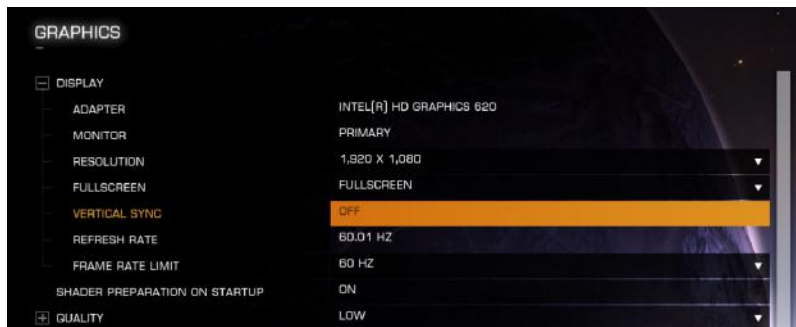 GRAPHICS
DISPLAY
ADAPTER INTEL(R) HD GRAPHICS 620
MONITOR PRIMARY
RESOLUTION 1,920 X 1,080
FULLSCREEN FULLSCREEN
VERTICAL SYNC OFF
REFRESH RATE 60.01 HZ
FRAME RATE LIMIT 60 HZ
SHADER PREPARATION ON STARTUP ON
QUALITY LOW